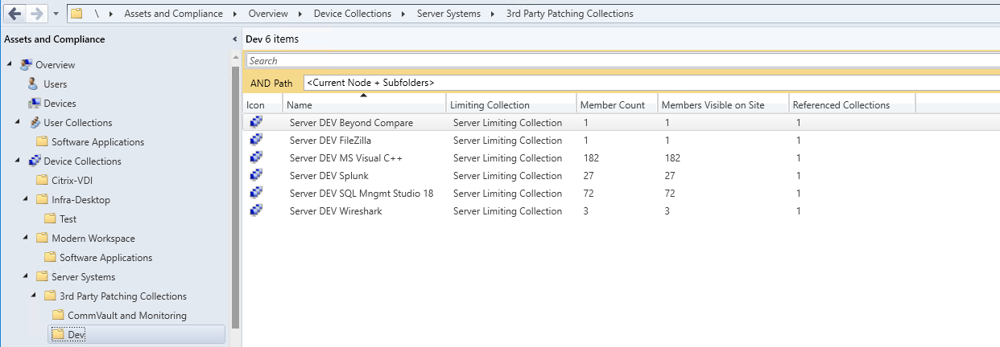 \ Assets and Compliance Overview Device Collections Server Systems 3rd Party Patching Collections
Assets and Compliance
Overview
Users
Devices
User Collections
Software Applications
Device Collections
Citrix-VDI
Infra-Desktop
Test
Modern Workspace
Software Applications
Server Systems
3rd Party Patching Collections
CommVault and Monitoring
Dev
Dev 6 items
Search
AND Path <Current Node + Subfolders>
Icon Name Limiting Collection Member Count Members Visible on Site Referenced Collections
Server DEV Beyond Compare Server Limiting Collection 1 1 1
Server DEV FileZilla Server Limiting Collection 1 1 1
Server DEV MS Visual C++ Server Limiting Collection 182 182 1
Server DEV Splunk Server Limiting Collection 27 27 1
Server DEV SQL Mngmt Studio 18 Server Limiting Collection 72 72 1
Server DEV Wireshark Server Limiting Collection 3 3 1